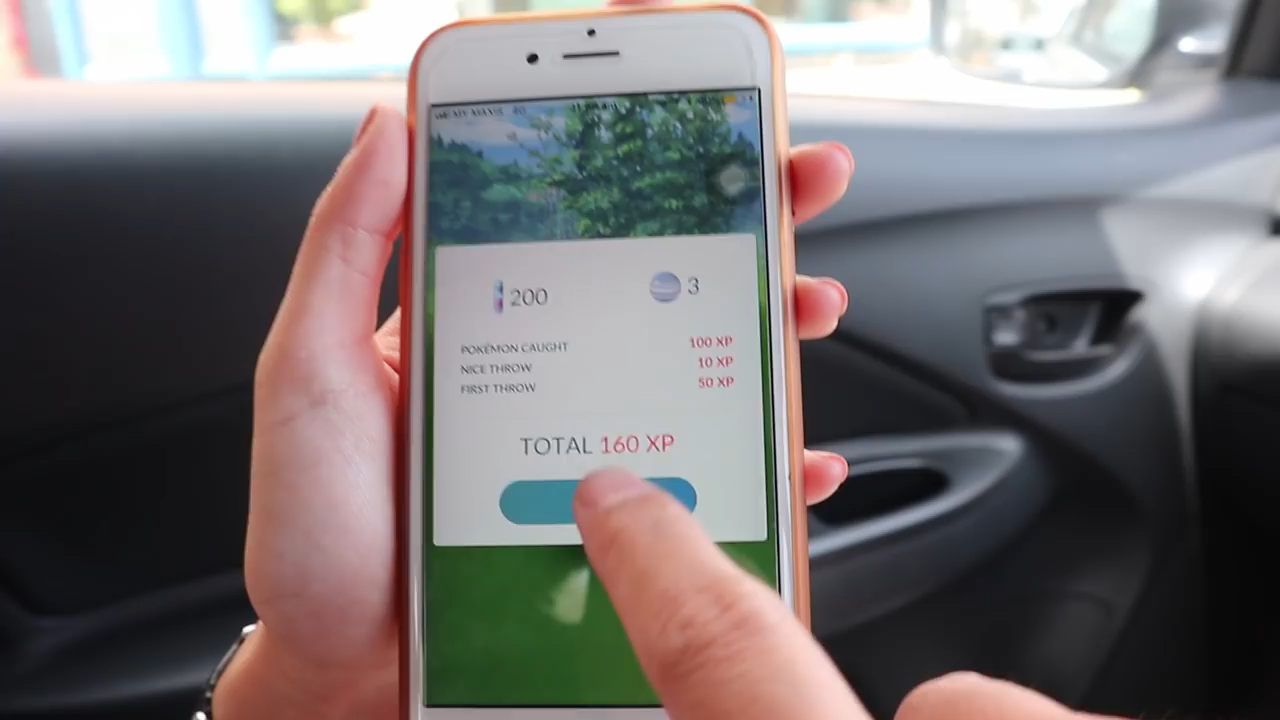 200
3
POKÉMON CAUGHT 100 XP
NICE THROW 10 XP
FIRST THROW 50 XP
TOTAL 160 XP